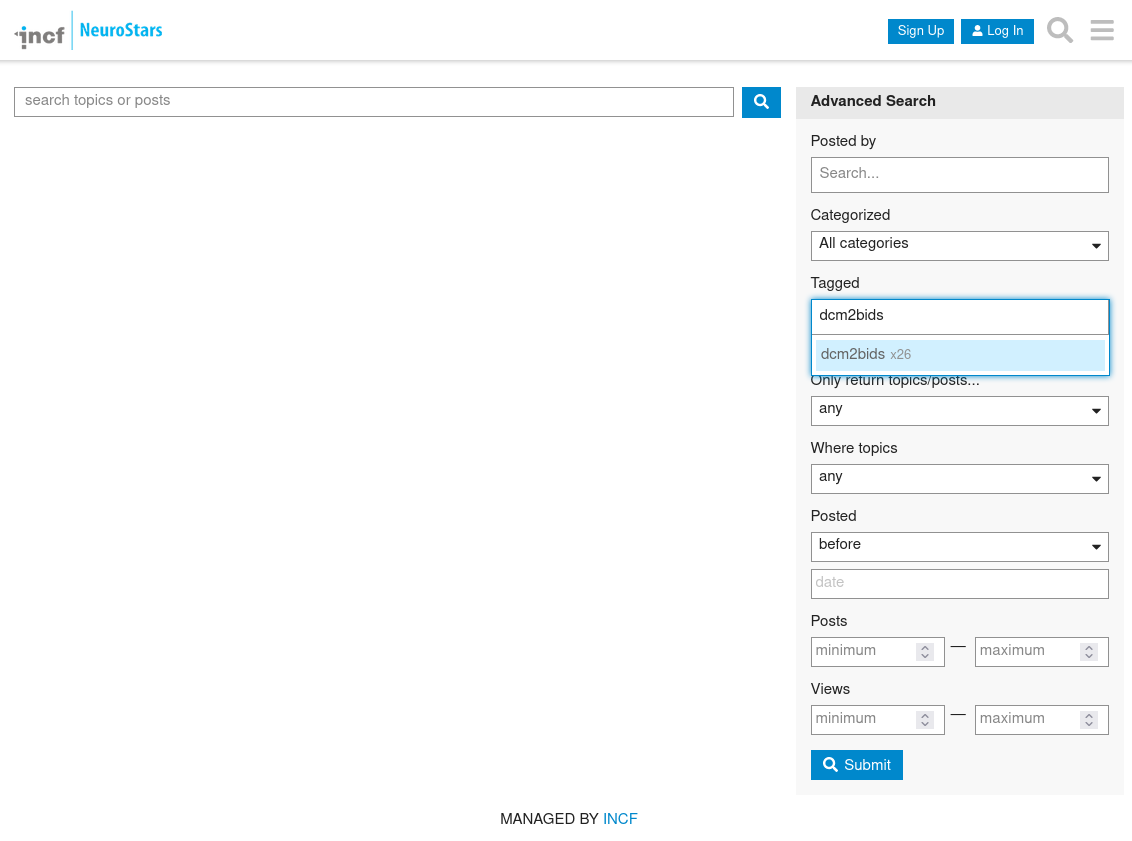 incf NeuroStars
Sign Up
Log In
search topics or posts
Advanced Search
Posted by
Search...
Categorized
All categories
Tagged
dcm2bids
dcm2bids x26
Only return topics/posts...
any
Where topics
any
Posted
before
date
Posts
minimum — maximum
Views
minimum — maximum
Submit
MANAGED BY INCF